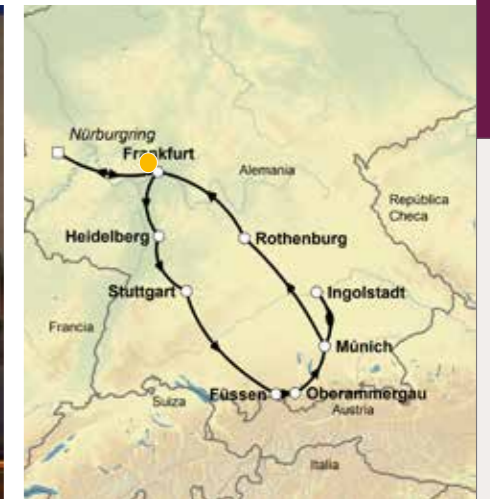 Nürburgring
Frankfurt
Alemania
República
Checa
Heidelberg
Rothenburg
Stuttgart
Ingolstadt
Francia
Múnich
Füssen
Oberammergau
Suiza
Austria
Italia